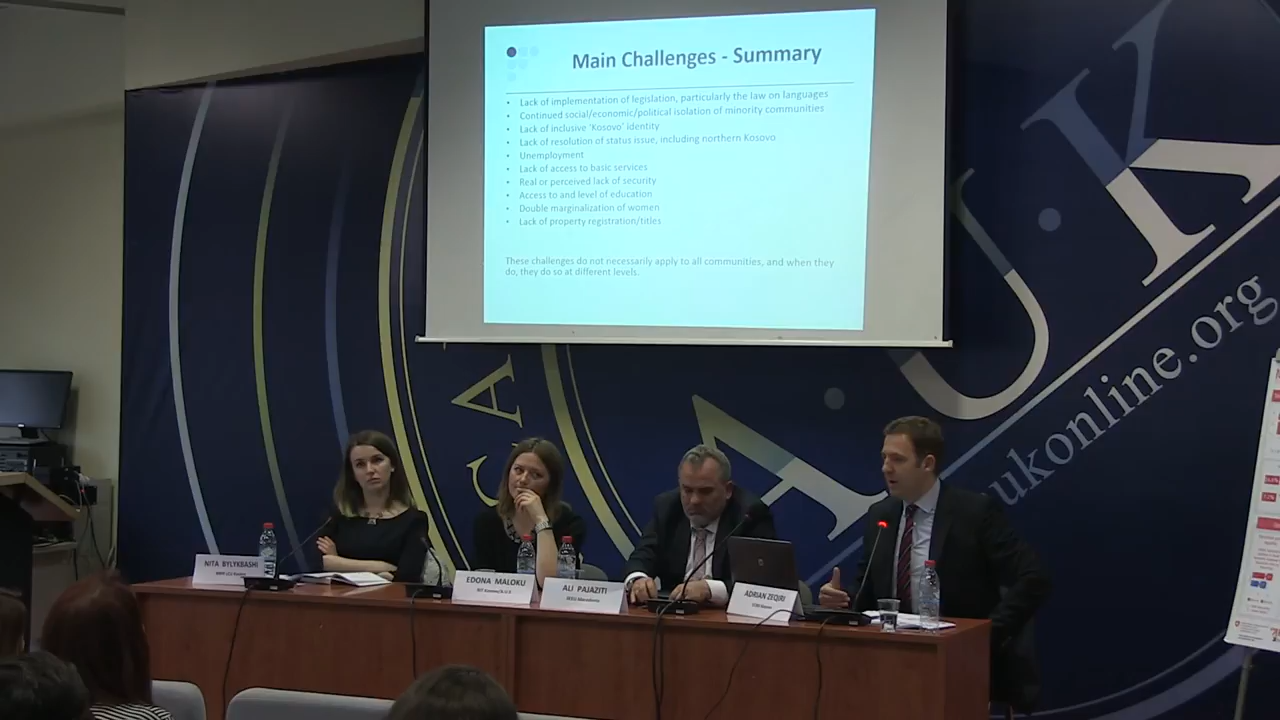 Main Challenges - Summary
• Lack of implementation of legislation, particularly the law on languages
• Continued social/economic/political isolation of minority communities
• Lack of inclusive 'Kosovo' identity
• Lack of resolution of status issue, including northern Kosovo
• Unemployment
• Lack of access to basic services
• Real or perceived lack of security
• Access to and level of education
• Double marginalization of women
• Lack of property registration/titles
These challenges do not necessarily apply to all communities, and when they
do, they do so at different levels.
A.U.K
ukonline.org
NITA BYLYKBASHI
EDONA MALOKU
ALI PAJAZITI
ADRIAN ZEQIRI